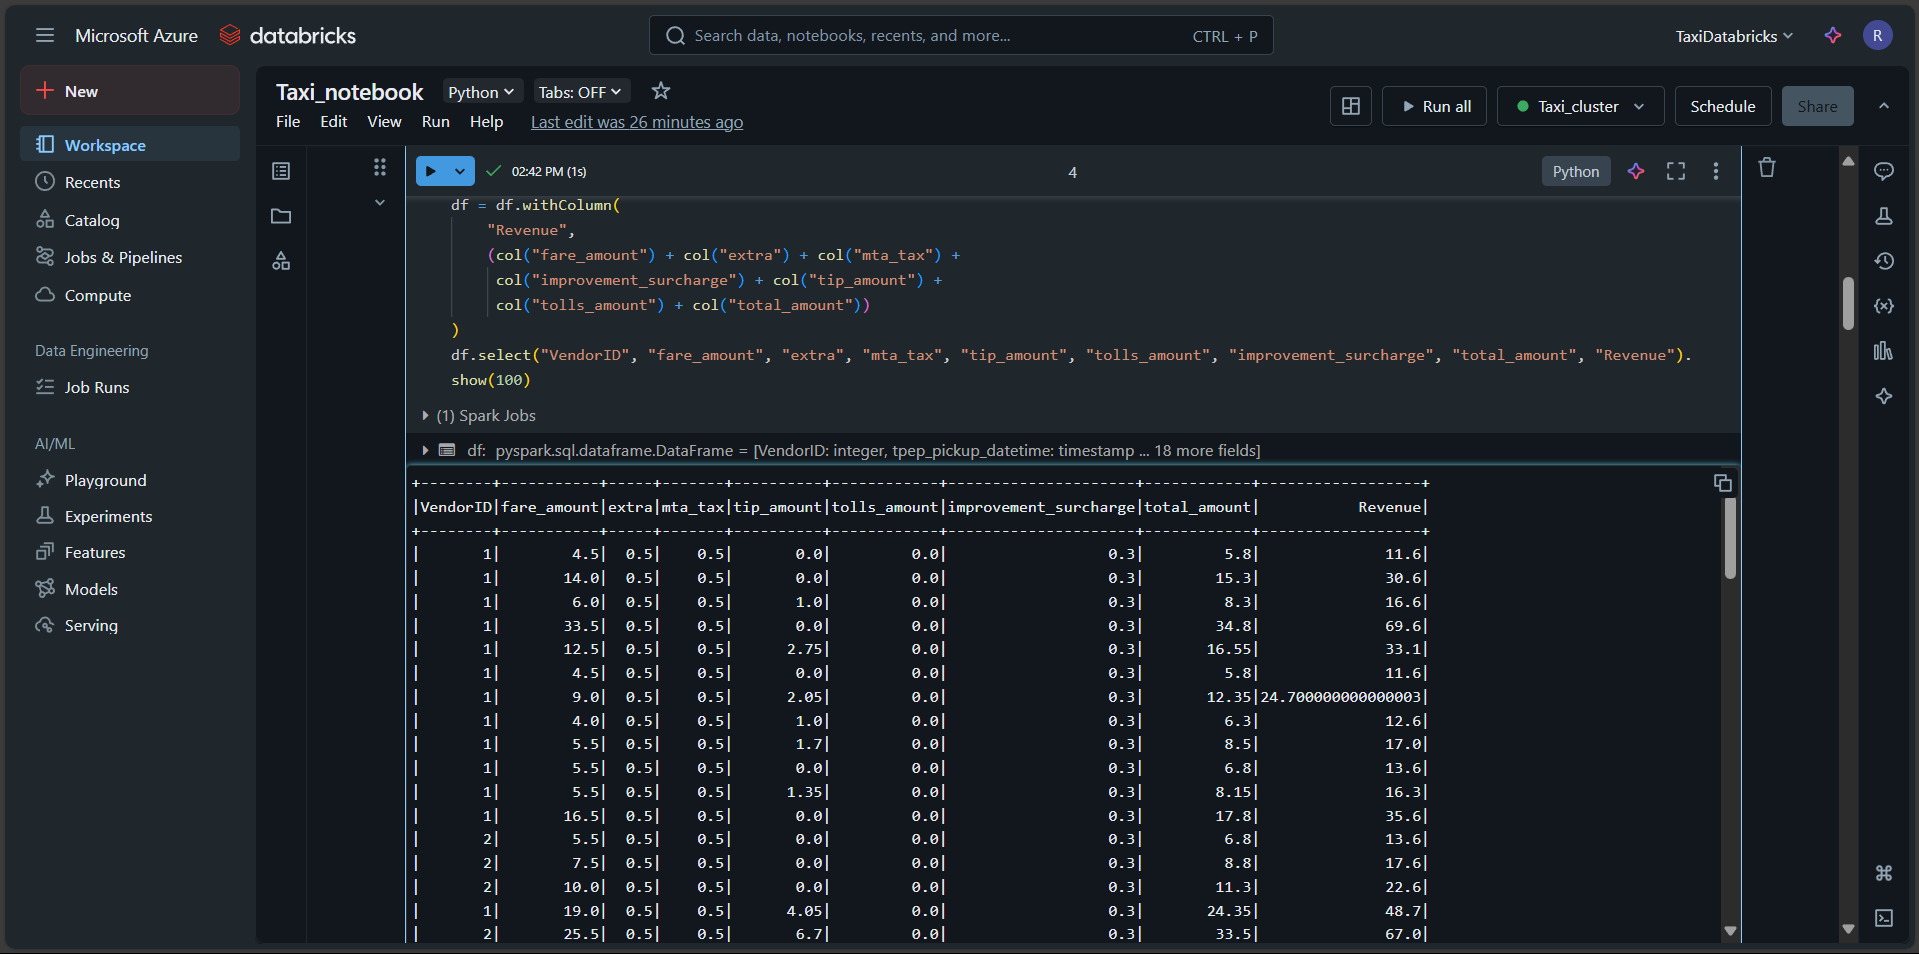 Microsoft Azure databricks
Search data, notebooks, recents, and more... CTRL + P
TaxiDatabricks R
New
Workspace
Recents
Catalog
Jobs & Pipelines
Compute
Data Engineering
Job Runs
AI/ML
Playground
Experiments
Features
Models
Serving
Taxi_notebook Python Tabs: OFF
File Edit View Run Help Last edit was 26 minutes ago
Run all Taxi_cluster Schedule Share
02:42 PM (1s) 4 Python
df = df.withColumn(
"Revenue",
(col("fare_amount") + col("extra") + col("mta_tax") +
col("improvement_surcharge") + col("tip_amount") +
col("tolls_amount") + col("total_amount"))
)
df.select("VendorID", "fare_amount", "extra", "mta_tax", "tip_amount", "tolls_amount", "improvement_surcharge", "total_amount", "Revenue").
show(100)
(1) Spark Jobs
df: pyspark.sql.dataframe.DataFrame = [VendorID: integer, tpep_pickup_datetime: timestamp ... 18 more fields]
+--------+-----------+-----+-------+----------+------------+---------------------+------------+------------------+
|VendorID|fare_amount|extra|mta_tax|tip_amount|tolls_amount|improvement_surcharge|total_amount|           Revenue|
+--------+-----------+-----+-------+----------+------------+---------------------+------------+------------------+
|       1|        4.5|  0.5|    0.5|       0.0|         0.0|                  0.3|         5.8|              11.6|
|       1|       14.0|  0.5|    0.5|       0.0|         0.0|                  0.3|        15.3|              30.6|
|       1|        6.0|  0.5|    0.5|       1.0|         0.0|                  0.3|         8.3|              16.6|
|       1|       33.5|  0.5|    0.5|       0.0|         0.0|                  0.3|        34.8|              69.6|
|       1|       12.5|  0.5|    0.5|      2.75|         0.0|                  0.3|       16.55|              33.1|
|       1|        4.5|  0.5|    0.5|       0.0|         0.0|                  0.3|         5.8|              11.6|
|       1|        9.0|  0.5|    0.5|      2.05|         0.0|                  0.3|       12.35|24.700000000000003|
|       1|        4.0|  0.5|    0.5|       1.0|         0.0|                  0.3|         6.3|              12.6|
|       1|        5.5|  0.5|    0.5|       1.7|         0.0|                  0.3|         8.5|              17.0|
|       1|        5.5|  0.5|    0.5|       0.0|         0.0|                  0.3|         6.8|              13.6|
|       1|        5.5|  0.5|    0.5|      1.35|         0.0|                  0.3|        8.15|              16.3|
|       1|       16.5|  0.5|    0.5|       0.0|         0.0|                  0.3|        17.8|              35.6|
|       2|        5.5|  0.5|    0.5|       0.0|         0.0|                  0.3|         6.8|              13.6|
|       2|        7.5|  0.5|    0.5|       0.0|         0.0|                  0.3|         8.8|              17.6|
|       2|       10.0|  0.5|    0.5|       0.0|         0.0|                  0.3|        11.3|              22.6|
|       1|       19.0|  0.5|    0.5|      4.05|         0.0|                  0.3|       24.35|              48.7|
|       2|       25.5|  0.5|    0.5|       6.7|         0.0|                  0.3|        33.5|              67.0|